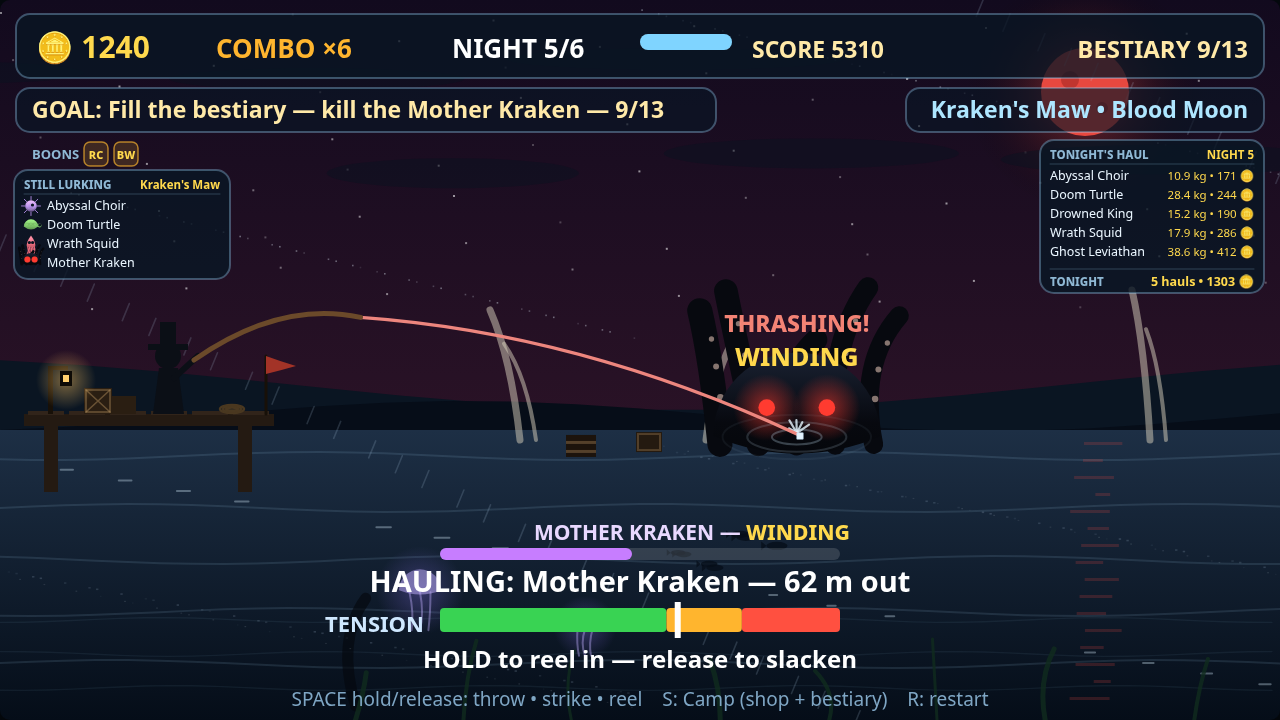 1240 COMBO ×6 NIGHT 5/6 SCORE 5310 BESTIARY 9/13
GOAL: Fill the bestiary — kill the Mother Kraken — 9/13
Kraken's Maw • Blood Moon
BOONS RC BW
STILL LURKING Kraken's Maw
Abyssal Choir
Doom Turtle
Wrath Squid
Mother Kraken
TONIGHT'S HAUL NIGHT 5
Abyssal Choir 10.9 kg • 171
Doom Turtle 28.4 kg • 244
Drowned King 15.2 kg • 190
Wrath Squid 17.9 kg • 286
Ghost Leviathan 38.6 kg • 412
TONIGHT 5 hauls • 1303
THRASHING!
WINDING
MOTHER KRAKEN — WINDING
HAULING: Mother Kraken — 62 m out
TENSION
HOLD to reel in — release to slacken
SPACE hold/release: throw • strike • reel S: Camp (shop + bestiary) R: restart